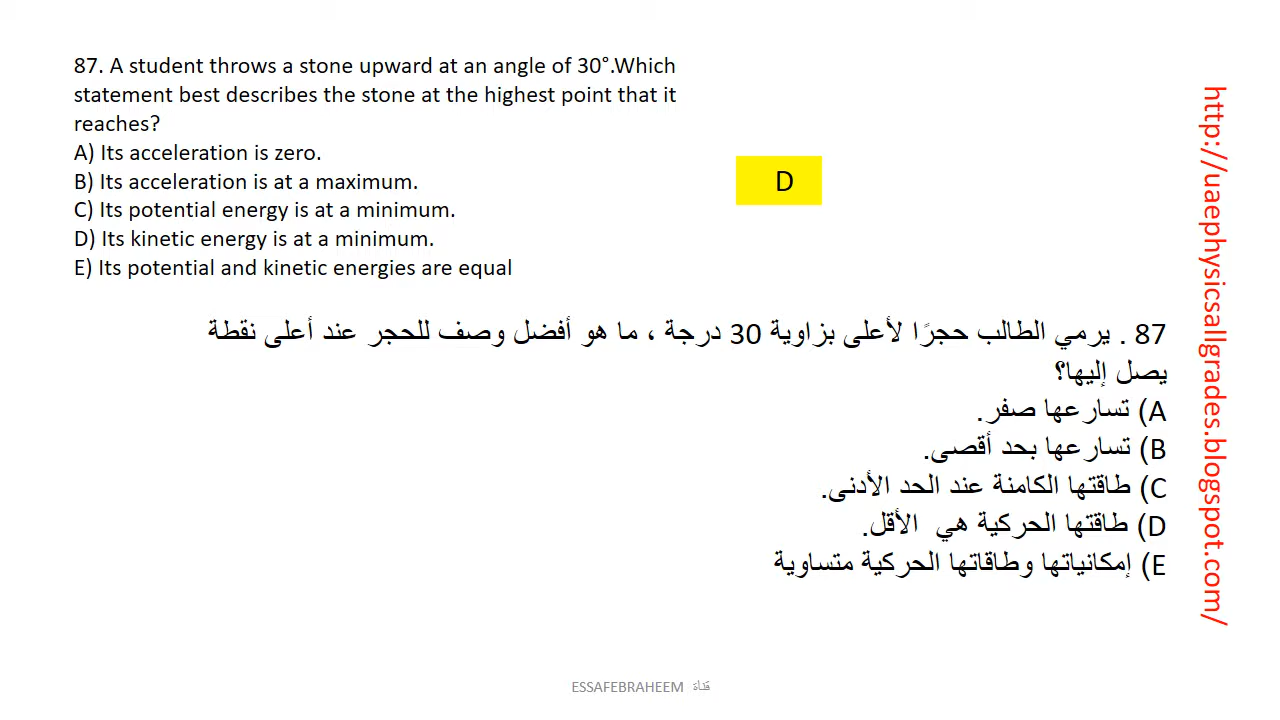 87. A student throws a stone upward at an angle of 30°.Which
statement best describes the stone at the highest point that it
reaches?
A) Its acceleration is zero.
B) Its acceleration is at a maximum.
C) Its potential energy is at a minimum.
D) Its kinetic energy is at a minimum.
E) Its potential and kinetic energies are equal
D
87 . يرمي الطالب حجرًا لأعلى بزاوية 30 درجة ، ما هو أفضل وصف للحجر عند أعلى نقطة
يصل إليها؟
A) تسارعها صفر.
B) تسارعها بحد أقصى.
C) طاقتها الكامنة عند الحد الأدنى.
D) طاقتها الحركية هي الأقل.
E) إمكانياتها وطاقاتها الحركية متساوية
http://uaephysicsallgrades.blogspot.com/
ESSAFEBRAHEEM قناة